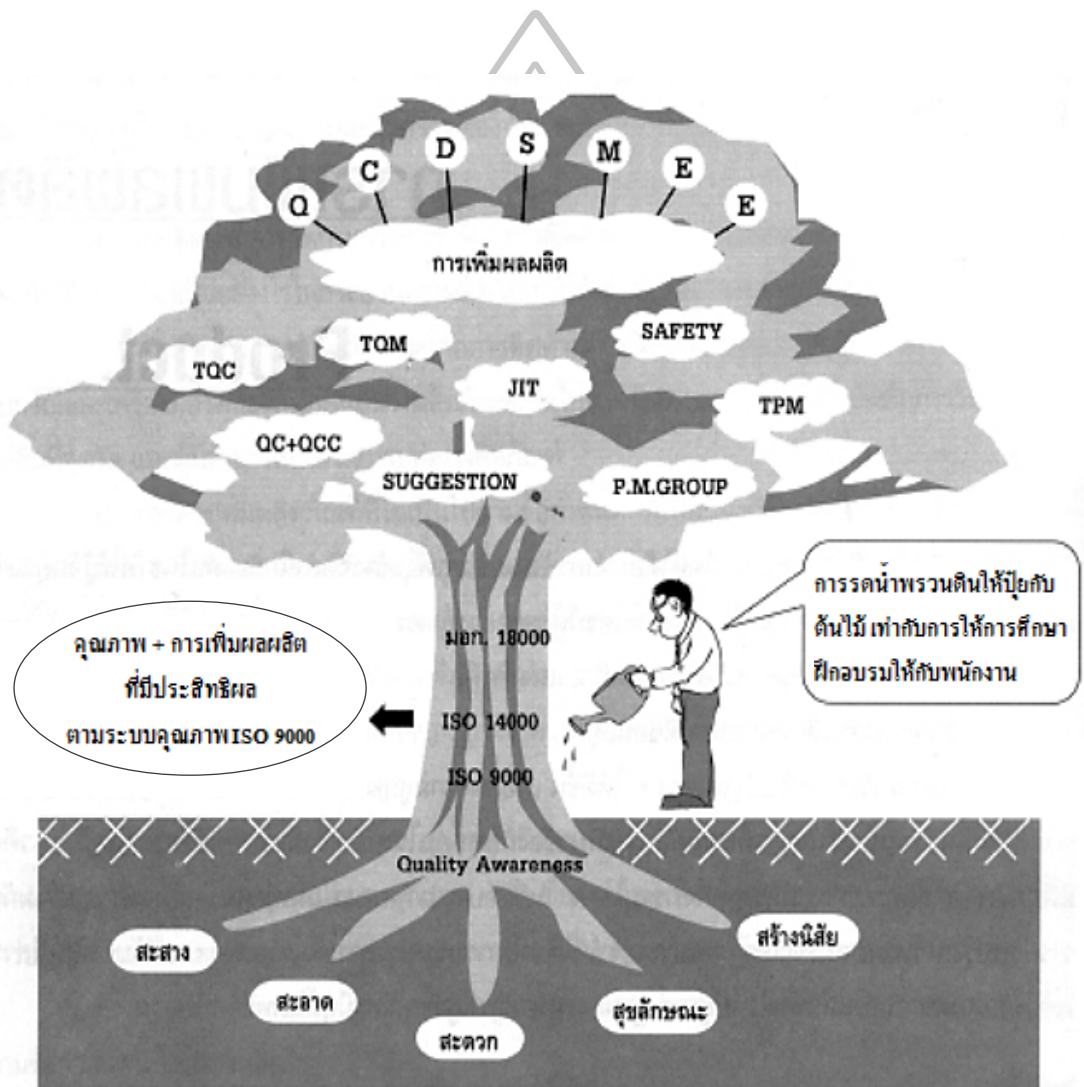 Q
C
D
S
M
E
E
การเพิ่มผลผลิต
TQC
TQM
JIT
SAFETY
TPM
QC+QCC
SUGGESTION
P.M.GROUP
มอก. 18000
ISO 14000
ISO 9000
คุณภาพ + การเพิ่มผลผลิต
ที่มีประสิทธิผล
ตามระบบคุณภาพ ISO 9000
การรดน้ำพรวนดินให้ปุ๋ยกับ
ต้นไม้ เท่ากับการให้การศึกษา
ฝึกอบรมให้กับพนักงาน
Quality Awareness
สะสาง
สะอาด
สะดวก
สุขลักษณะ
สร้างนิสัย